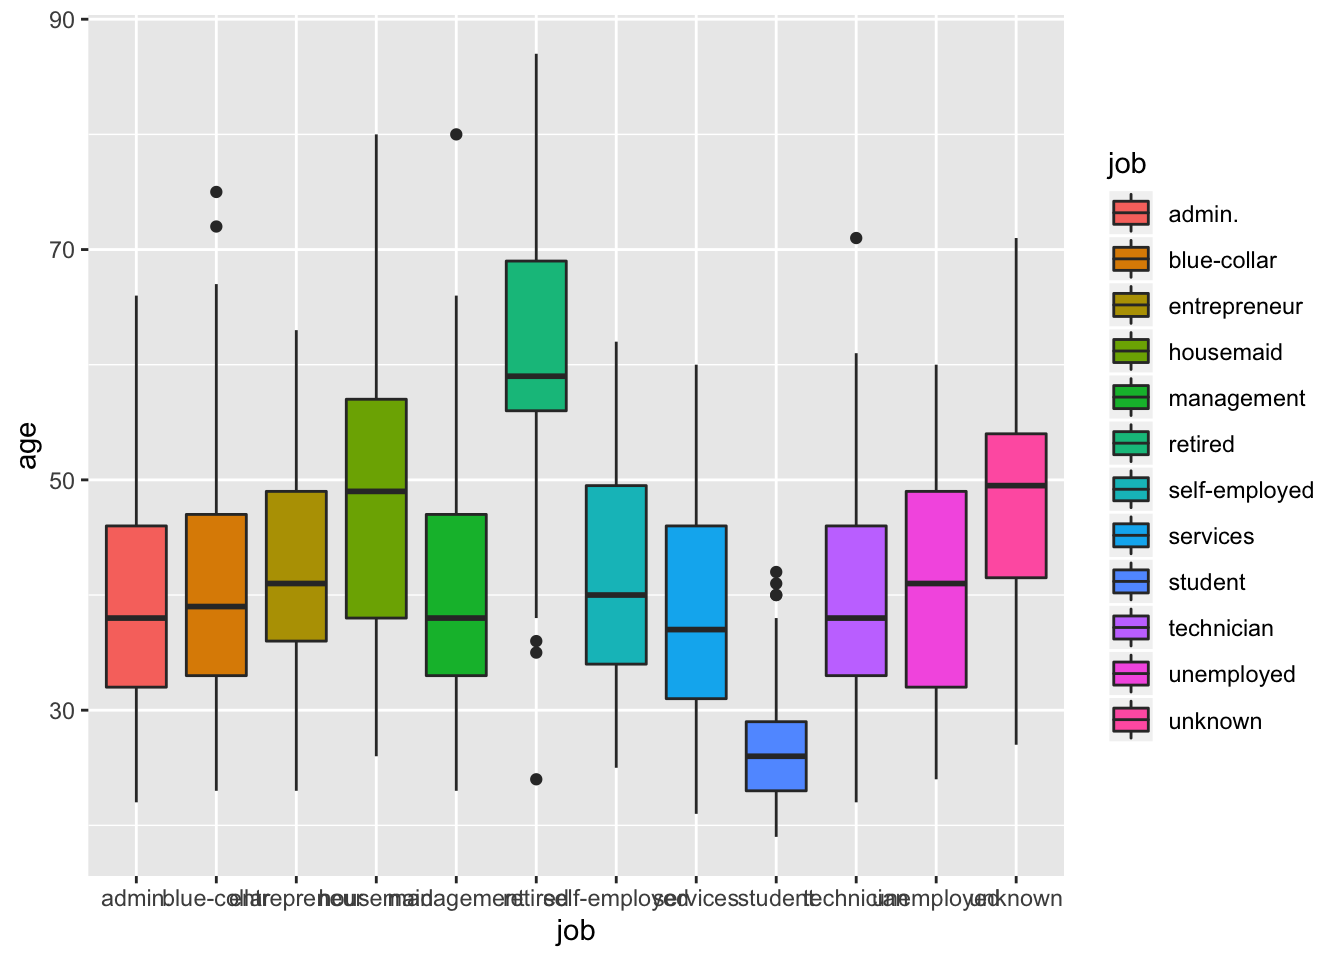 90
70
50
30
age
admin.
blue-collar
entrepreneur
housemaid
management
retired
self-employed
services
student
technician
unemployed
unknown
job
job
admin.
blue-collar
entrepreneur
housemaid
management
retired
self-employed
services
student
technician
unemployed
unknown